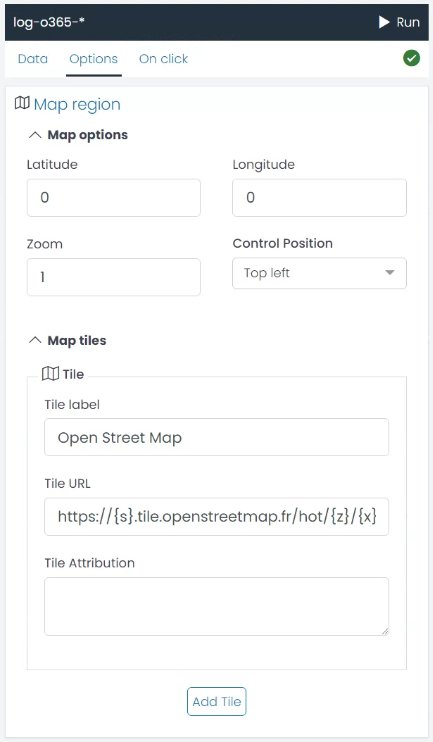 log-o365-* Run
Data Options On click
Map region
Map options
Latitude Longitude
0 0
Zoom Control Position
1 Top left
Map tiles
Tile
Tile label
Open Street Map
Tile URL
https://{s}.tile.openstreetmap.fr/hot/{z}/{x}
Tile Attribution
Add Tile